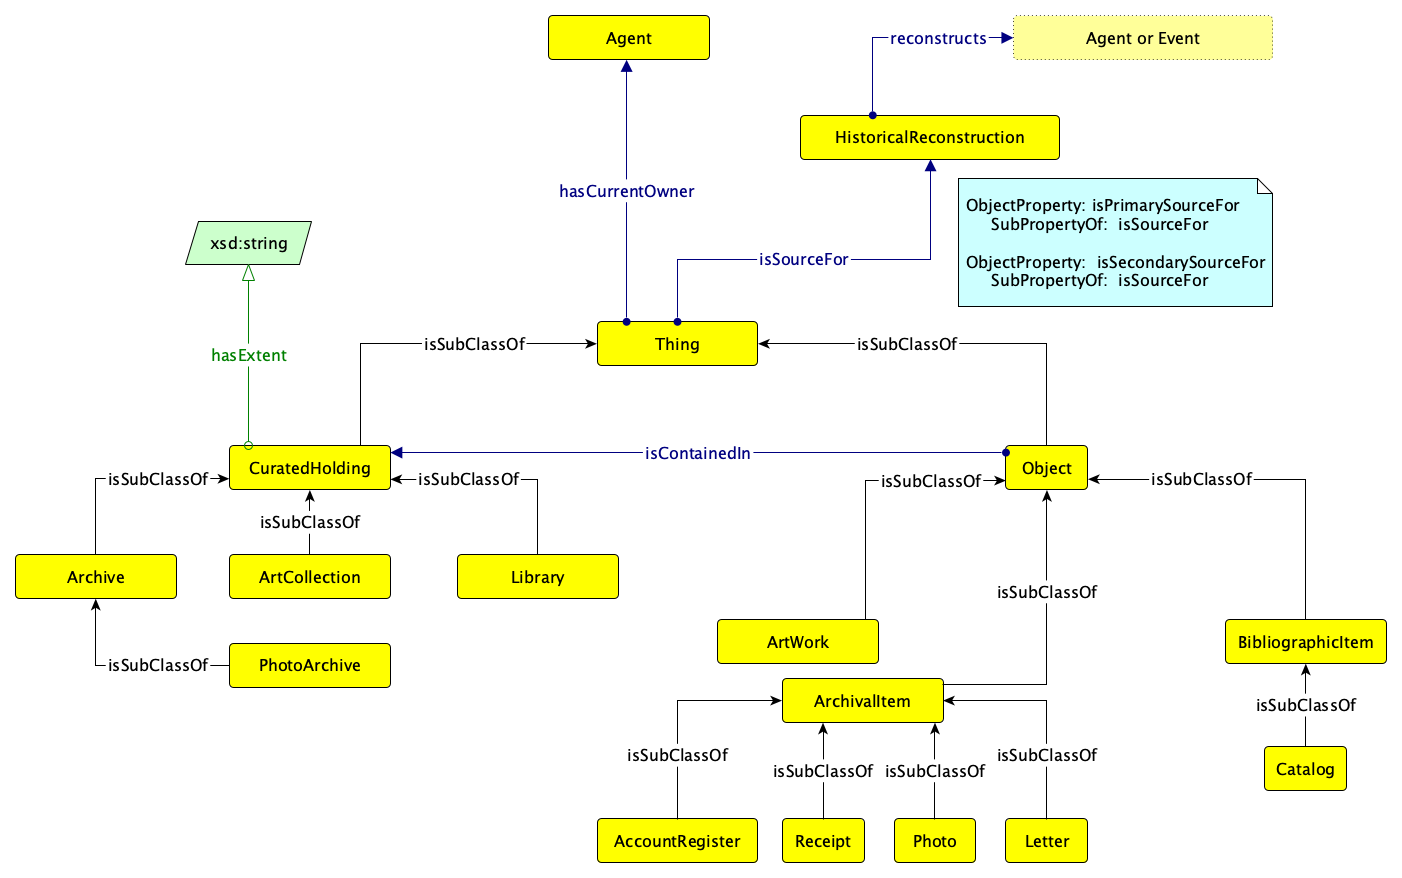 Agent
reconstructs
Agent or Event
HistoricalReconstruction
hasCurrentOwner
ObjectProperty: isPrimarySourceFor
SubPropertyOf:  isSourceFor
ObjectProperty:  isSecondarySourceFor
SubPropertyOf:  isSourceFor
xsd:string
isSourceFor
hasExtent
isSubClassOf
Thing
isSubClassOf
isContainedIn
CuratedHolding
Object
isSubClassOf
isSubClassOf
isSubClassOf
isSubClassOf
isSubClassOf
Archive
ArtCollection
Library
isSubClassOf
ArtWork
BibliographicItem
isSubClassOf
PhotoArchive
ArchivalItem
isSubClassOf
isSubClassOf
isSubClassOf
isSubClassOf
isSubClassOf
Catalog
AccountRegister
Receipt
Photo
Letter